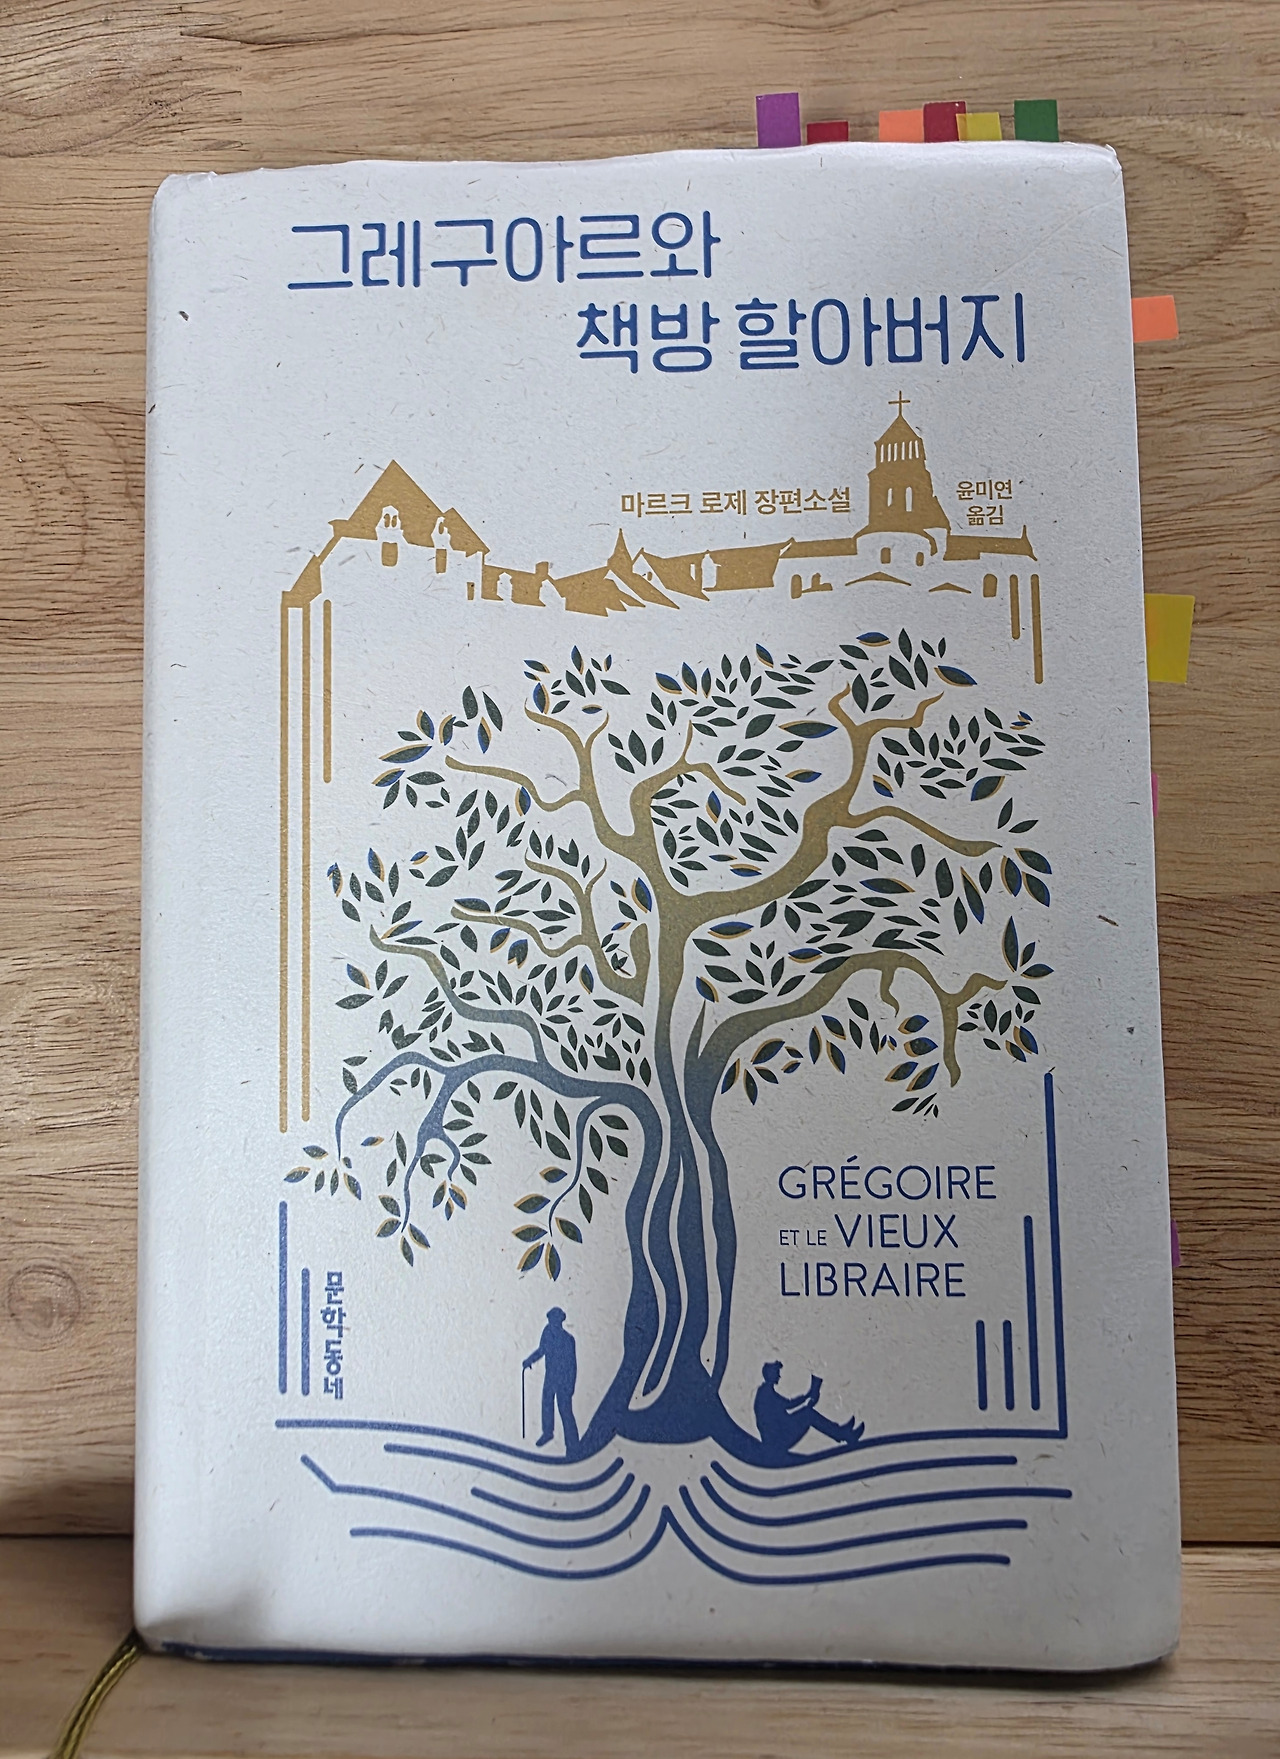 그레구아르와
책방 할아버지
마르크 로제 장편소설
윤미연
옮김
GRÉGOIRE
ET LE VIEUX
LIBRAIRE
문학동네